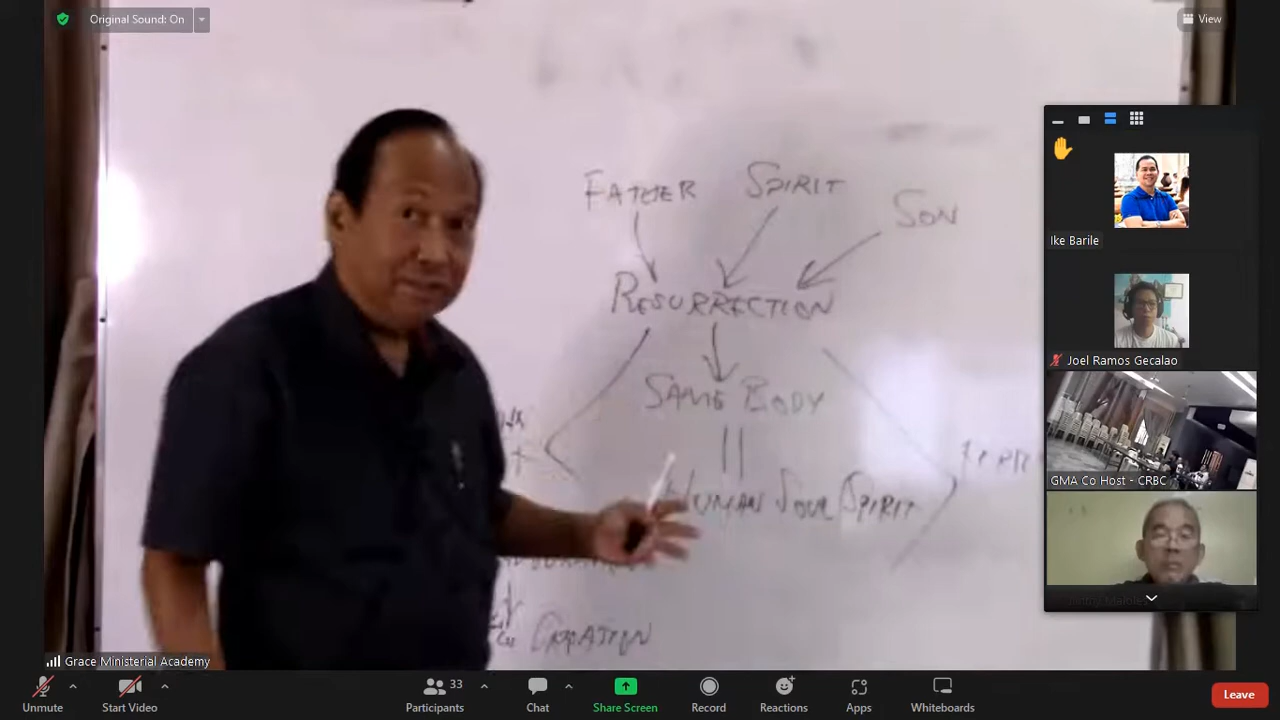 Original Sound: On
View
FATHER SPIRIT SON
RESURRECTION
SAME BODY
HUMAN SOUL SPIRIT
CREATION
Ike Barile
Joel Ramos Gecalao
GMA Co Host - CRBC
Grace Ministerial Academy
Unmute
Start Video
Participants
33
Chat
Share Screen
Record
Reactions
Apps
Whiteboards
Leave